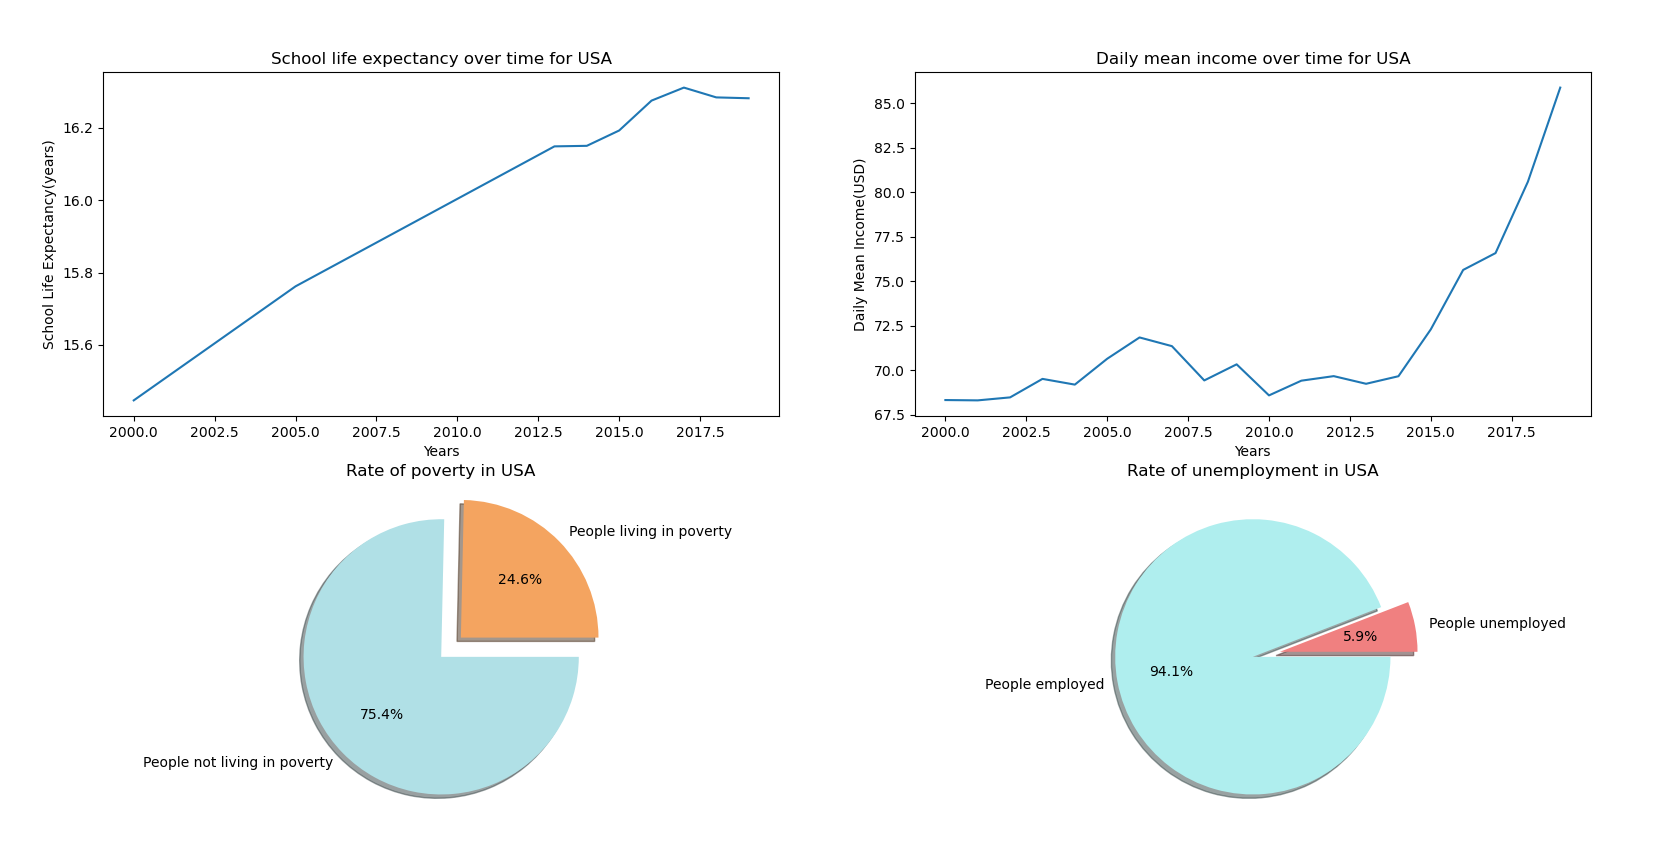 School life expectancy over time for USA
School Life Expectancy(years)
16.2
16.0
15.8
15.6
2000.0 2002.5 2005.0 2007.5 2010.0 2012.5 2015.0 2017.5
Years
Daily mean income over time for USA
Daily Mean Income(USD)
85.0
82.5
80.0
77.5
75.0
72.5
70.0
67.5
2000.0 2002.5 2005.0 2007.5 2010.0 2012.5 2015.0 2017.5
Years
Rate of poverty in USA
People living in poverty
24.6%
75.4%
People not living in poverty
Rate of unemployment in USA
People unemployed
5.9%
94.1%
People employed